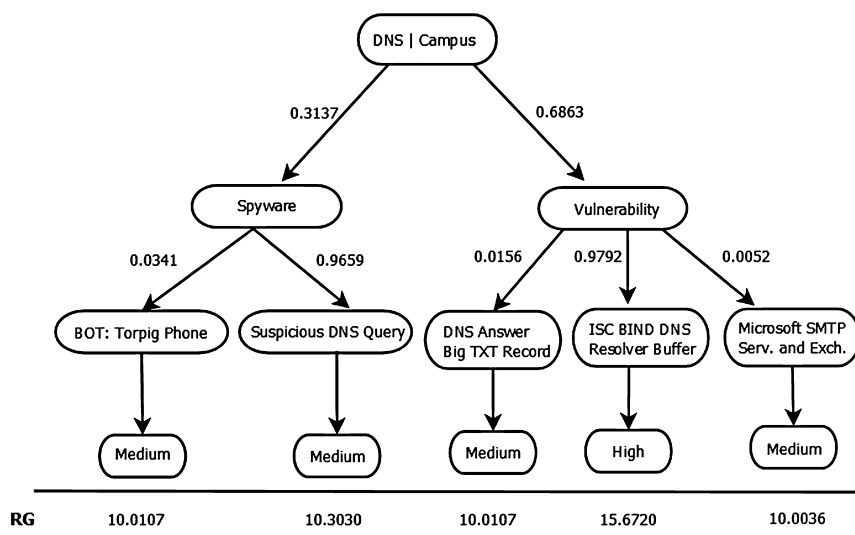 DNS | Campus
0.3137
0.6863
Spyware
Vulnerability
0.0341
0.9659
0.0156
0.9792
0.0052
BOT: Torpig Phone
Suspicious DNS Query
DNS Answer
Big TXT Record
ISC BIND DNS
Resolver Buffer
Microsoft SMTP
Serv. and Exch.
Medium
Medium
Medium
High
Medium
RG 10.0107 10.3030 10.0107 15.6720 10.0036